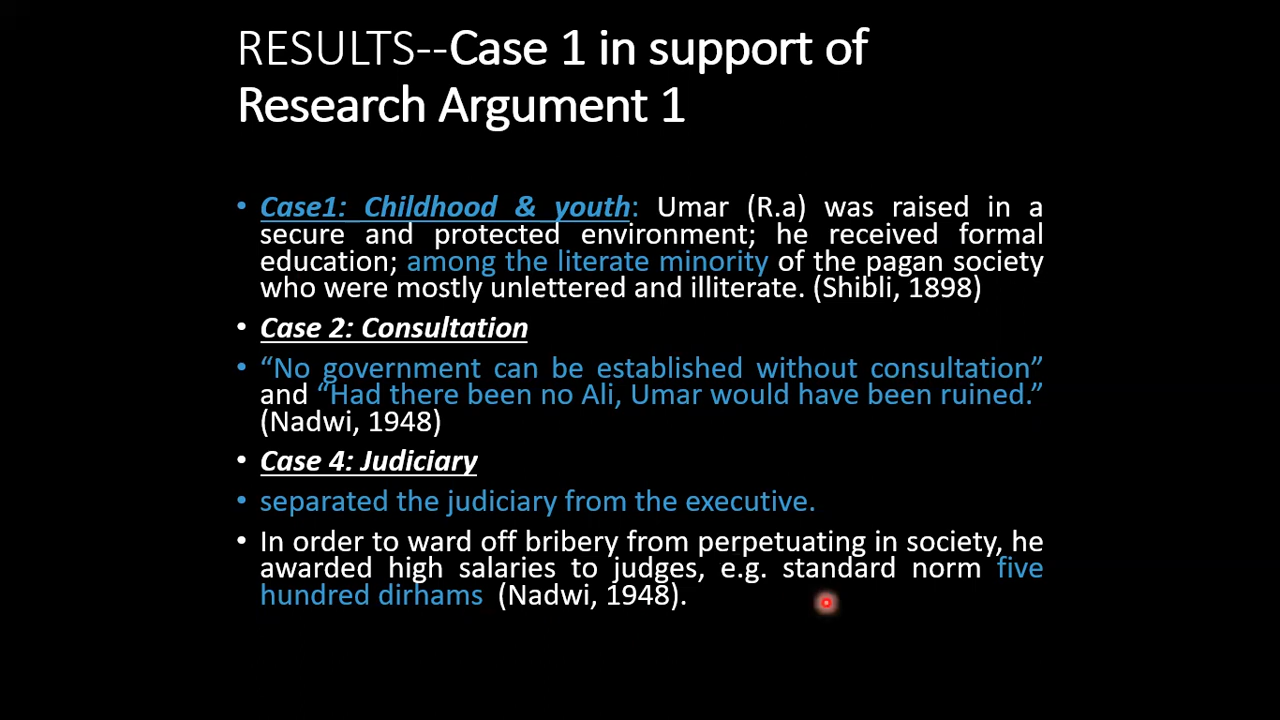 RESULTS--Case 1 in support of
Research Argument 1
• Case1: Childhood & youth: Umar (R.a) was raised in a
secure and protected environment; he received formal
education; among the literate minority of the pagan society
who were mostly unlettered and illiterate. (Shibli, 1898)
• Case 2: Consultation
• “No government can be established without consultation”
and “Had there been no Ali, Umar would have been ruined.”
(Nadwi, 1948)
• Case 4: Judiciary
• separated the judiciary from the executive.
• In order to ward off bribery from perpetuating in society, he
awarded high salaries to judges, e.g. standard norm five
hundred dirhams (Nadwi, 1948).